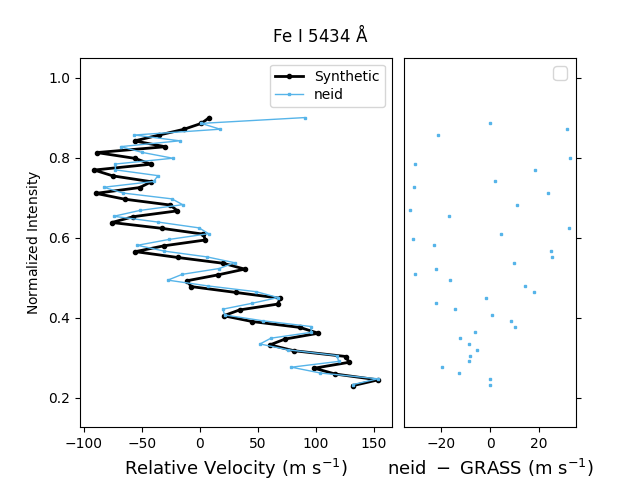 Fe I 5434 Å
Synthetic
neid
1.0
0.8
0.6
0.4
0.2
Normalized Intensity
−100 −50 0 50 100 150
−20 0 20
Relative Velocity (m s⁻¹)
neid − GRASS (m s⁻¹)